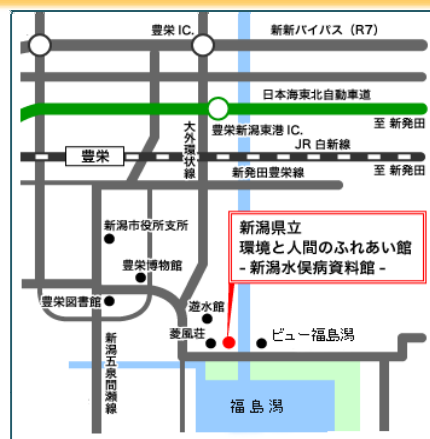 豊栄IC.
新新バイパス（R7）
日本海東北自動車道
豊栄新潟東港IC.
至 新発田
大外環状線
JR 白新線
豊栄
新発田豊栄線
至 新発田
新潟県立
環境と人間のふれあい館
- 新潟水俣病資料館 -
新潟市役所支所
豊栄博物館
豊栄図書館
遊水館
菱風荘
ビュー福島潟
新潟五泉間瀬線
福島潟